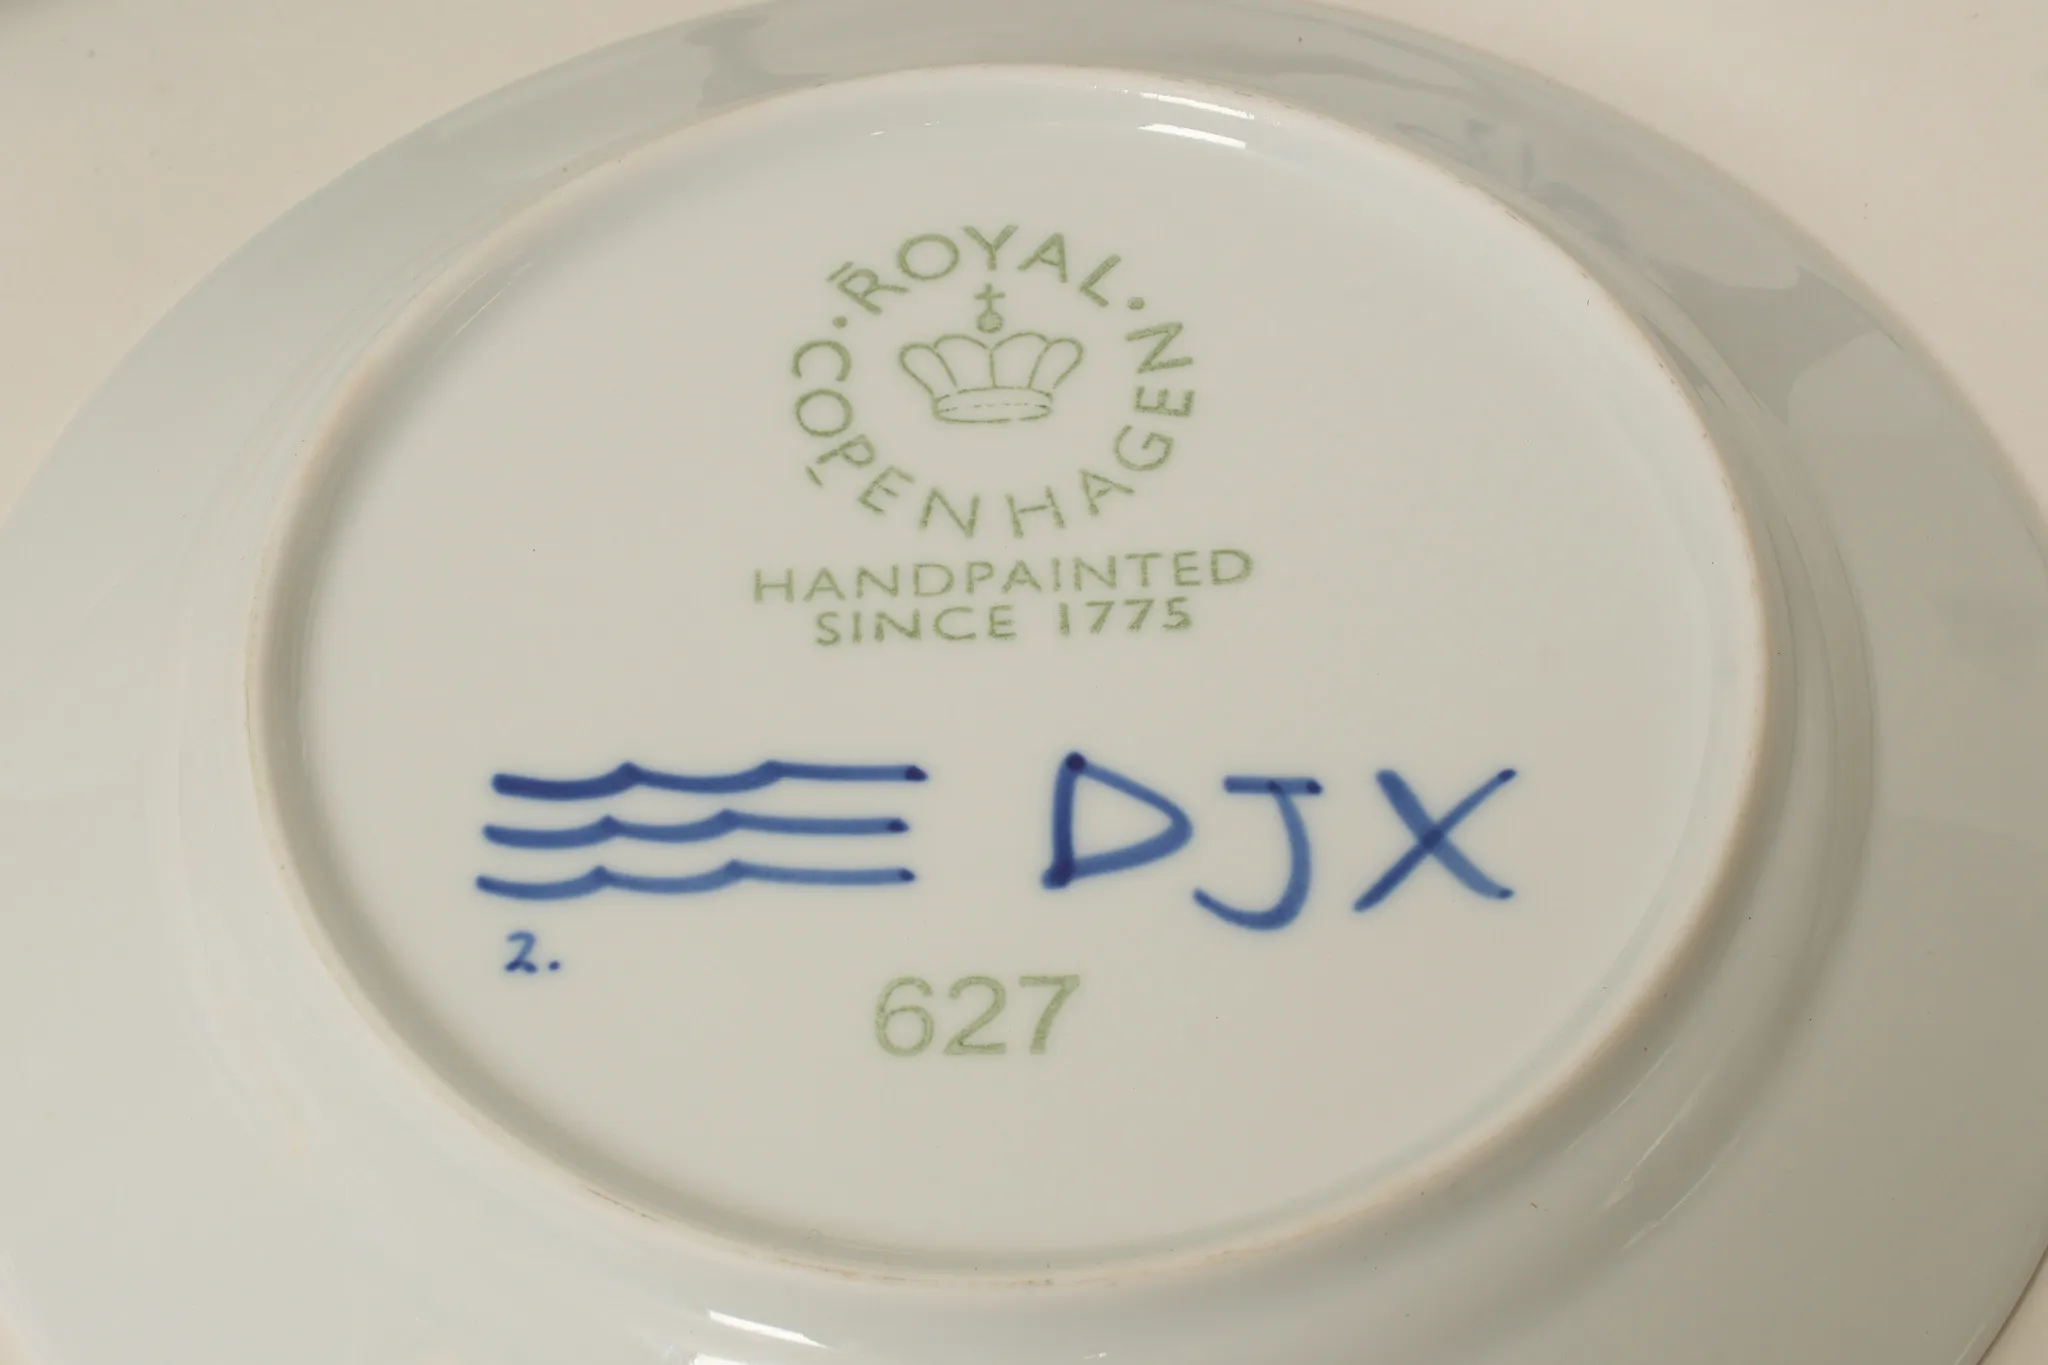 ROYAL · COPENHAGEN ·
HANDPAINTED
SINCE 1775
DJX
2.
627